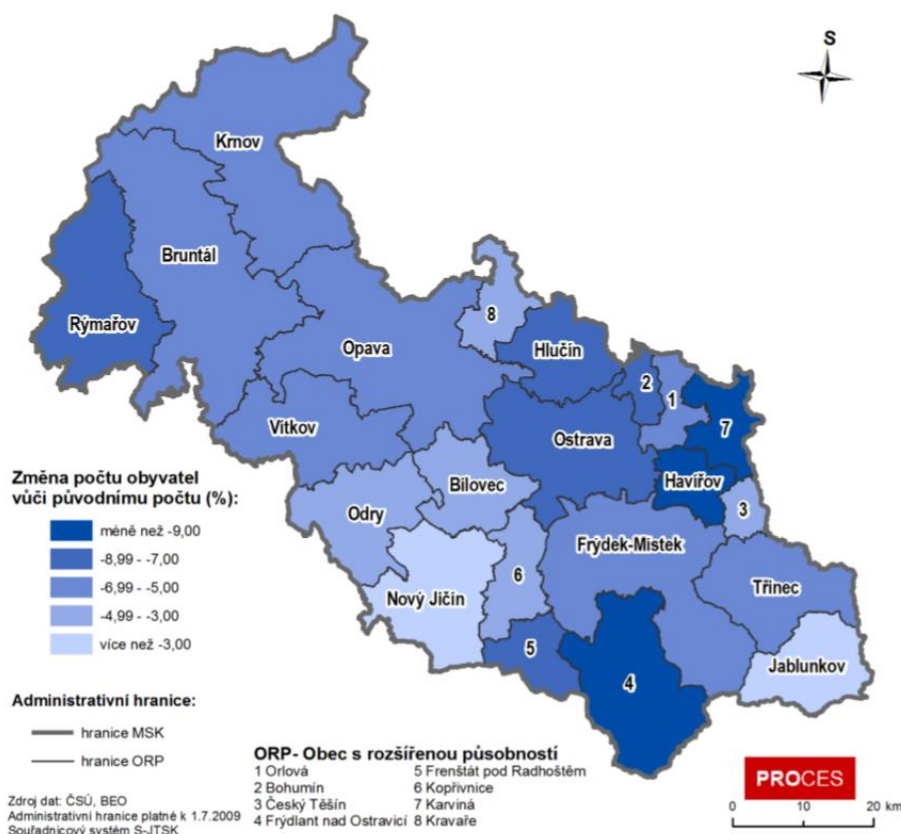 S
Krnov
Bruntál
Rýmařov
8
Opava
Hlučín
2
1
Vítkov
Ostrava
7
Bílovec
Havířov
Odry
3
Frýdek-Místek
6
Třinec
Nový Jičín
5
4
Jablunkov
Změna počtu obyvatel
vůči původnímu počtu (%):
méně než -9,00
-8,99 - -7,00
-6,99 - -5,00
-4,99 - -3,00
více než -3,00
Administrativní hranice:
hranice MSK
hranice ORP
Zdroj dat: ČSÚ, BEO
Administrativní hranice platné k 1.7.2009
Souřadnicový systém S-JTSK
ORP- Obec s rozšířenou působností
1 Orlová
2 Bohumín
3 Český Těšín
4 Frýdlant nad Ostravicí
5 Frenštát pod Radhoštěm
6 Kopřivnice
7 Karviná
8 Kravaře
PROCES
0 10 20 km